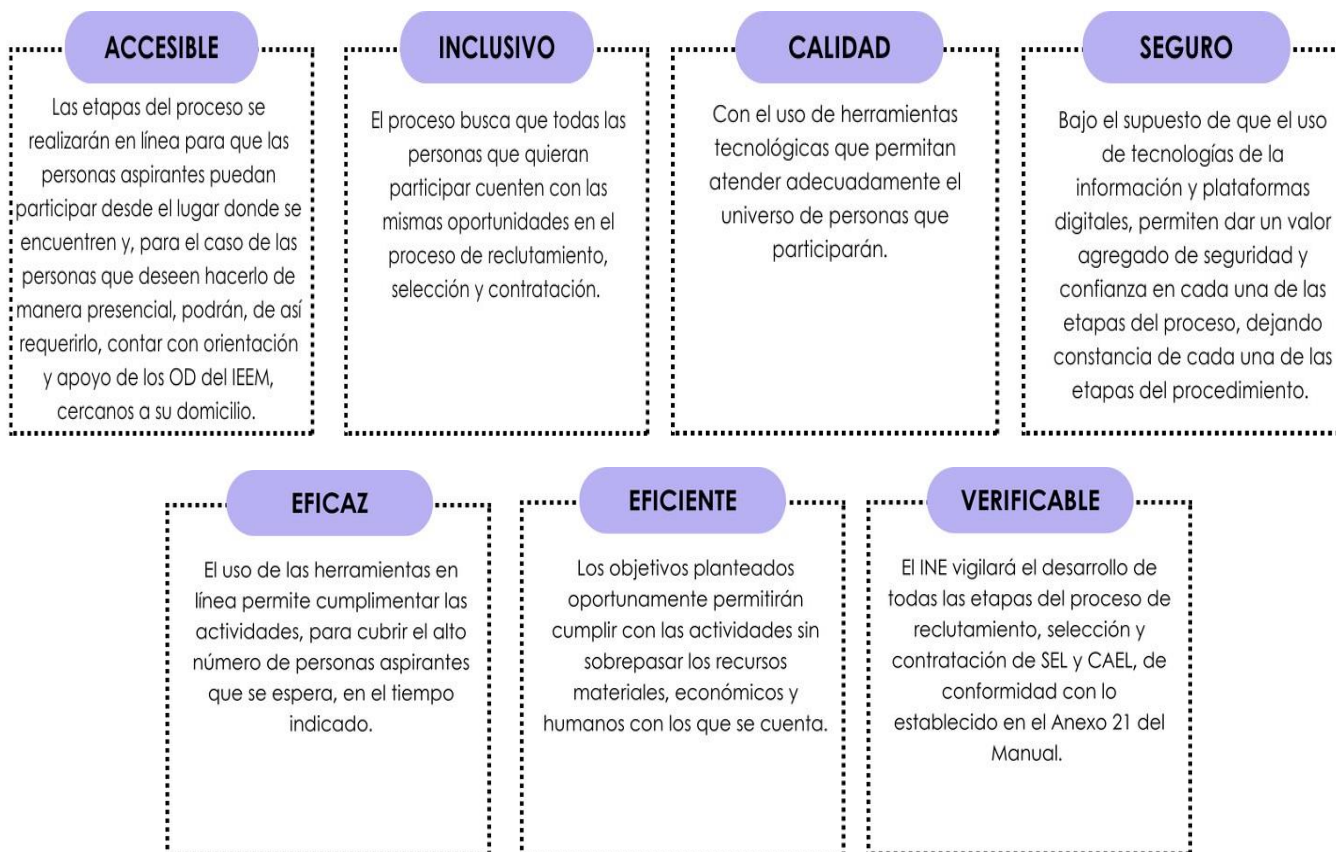 ACCESIBLE
Las etapas del proceso se
realizarán en línea para que las
personas aspirantes puedan
participar desde el lugar donde se
encuentren y, para el caso de las
personas que deseen hacerlo de
manera presencial, podrán, de así
requerirlo, contar con orientación
y apoyo de los OD del IEEM,
cercanos a su domicilio.
INCLUSIVO
El proceso busca que todas las
personas que quieran
participar cuenten con las
mismas oportunidades en el
proceso de reclutamiento,
selección y contratación.
CALIDAD
Con el uso de herramientas
tecnológicas que permitan
atender adecuadamente el
universo de personas que
participarán.
SEGURO
Bajo el supuesto de que el uso
de tecnologías de la
información y plataformas
digitales, permiten dar un valor
agregado de seguridad y
confianza en cada una de las
etapas del proceso, dejando
constancia de cada una de las
etapas del procedimiento.
EFICAZ
El uso de las herramientas en
línea permite cumplimentar las
actividades, para cubrir el alto
número de personas aspirantes
que se espera, en el tiempo
indicado.
EFICIENTE
Los objetivos planteados
oportunamente permitirán
cumplir con las actividades sin
sobrepasar los recursos
materiales, económicos y
humanos con los que se cuenta.
VERIFICABLE
El INE vigilará el desarrollo de
todas las etapas del proceso de
reclutamiento, selección y
contratación de SEL y CAEL, de
conformidad con lo
establecido en el Anexo 21 del
Manual.